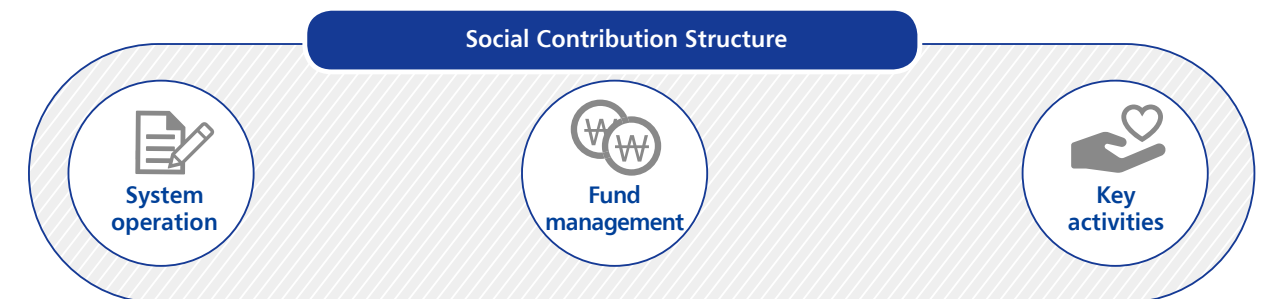 Social Contribution Structure
₩₩
System
operation
Fund
management
Key
activities